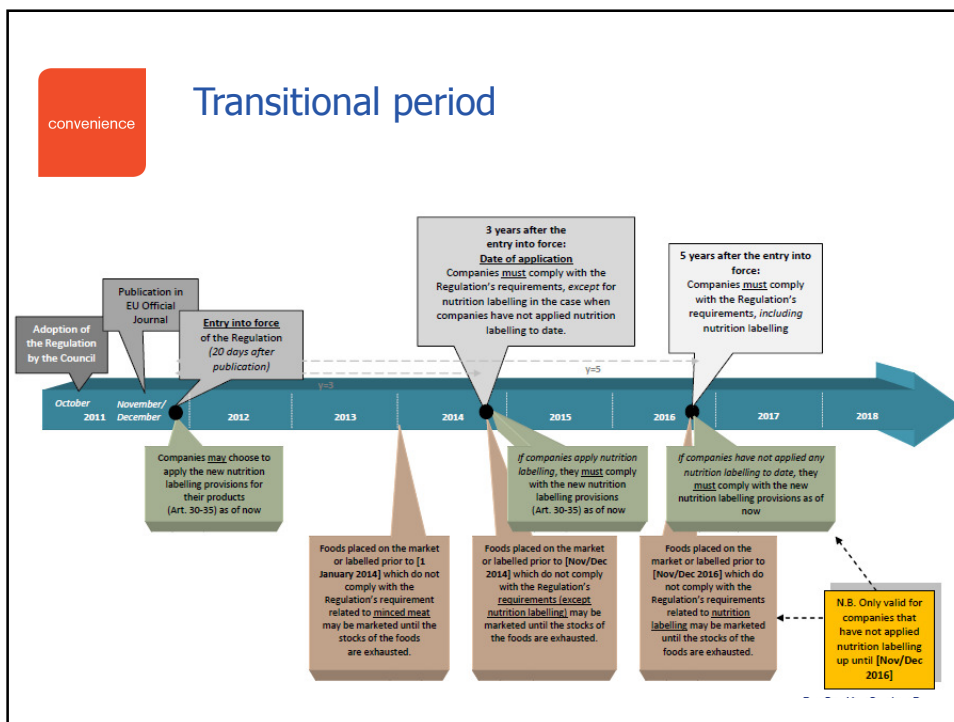 convenience
Transitional period
Adoption of
the Regulation
by the Council
Publication in
EU Official
Journal
Entry into force
of the Regulation
(20 days after
publication)
3 years after the
entry into force:
Date of application
Companies must comply with the
Regulation's requirements, except for
nutrition labelling in the case when
companies have not applied nutrition
labelling to date.
5 years after the entry into
force:
Companies must comply
with the Regulation's
requirements, including
nutrition labelling
y=3
y=5
October
2011
November/
December
2012
2013
2014
2015
2016
2017
2018
Companies may choose to
apply the new nutrition
labelling provisions for
their products
(Art. 30-35) as of now
If companies apply nutrition
labelling, they must comply
with the new nutrition
labelling provisions
(Art. 30-35) as of now
If companies have not applied any
nutrition labelling to date, they
must comply with the new
nutrition labelling provisions as of
now
Foods placed on the market
or labelled prior to [1
January 2014] which do not
comply with the
Regulation's requirement
related to minced meat
may be marketed until the
stocks of the foods
are exhausted.
Foods placed on the market
or labelled prior to [Nov/Dec
2014] which do not comply
with the Regulation's
requirements (except
nutrition labelling) may be
marketed until the stocks of
the foods are exhausted.
Foods placed on the
market or labelled prior to
[Nov/Dec 2016] which do
not comply with the
Regulation's requirements
related to nutrition
labelling may be marketed
until the stocks of the
foods are exhausted.
N.B. Only valid for
companies that
have not applied
nutrition labelling
up until [Nov/Dec
2016]